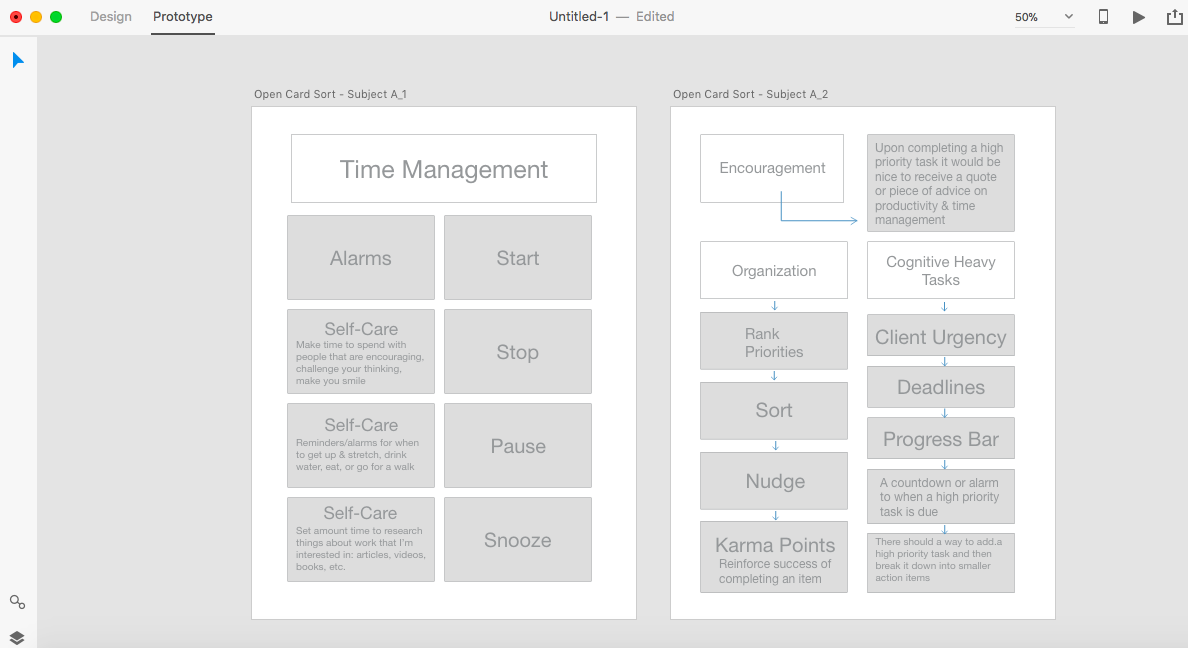 Design Prototype Untitled-1 — Edited 50%
Open Card Sort - Subject A_1
Time Management
Alarms
Start
Self-Care
Make time to spend with
people that are encouraging,
challenge your thinking,
make you smile
Stop
Self-Care
Reminders/alarms for when
to get up & stretch, drink
water, eat, or go for a walk
Pause
Self-Care
Set amount time to research
things about work that I'm
interested in: articles, videos,
books, etc.
Snooze
Open Card Sort - Subject A_2
Encouragement
Upon completing a high
priority task it would be
nice to receive a quote
or piece of advice on
productivity & time
management
Organization
Rank
Priorities
Sort
Nudge
Karma Points
Reinforce success of
completing an item
Cognitive Heavy
Tasks
Client Urgency
Deadlines
Progress Bar
A countdown or alarm
to when a high priority
task is due
There should a way to add.a
high priority task and then
break it down into smaller
action items